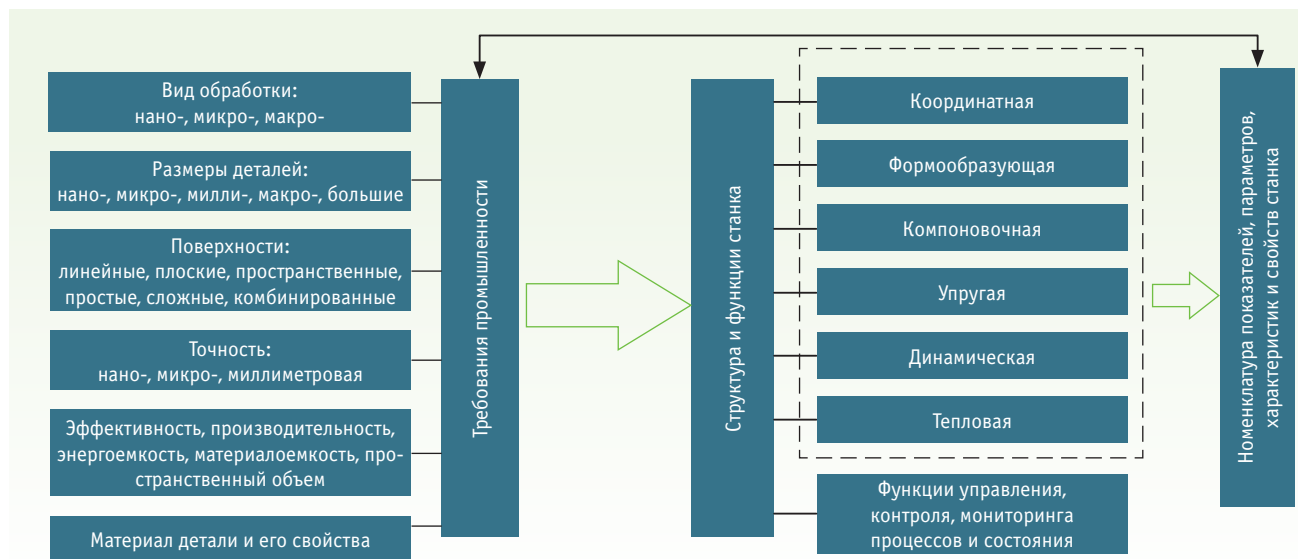 Вид обработки:
нано-, микро-, макро-
Размеры деталей:
нано-, микро-, милли-, макро-, большие
Поверхности:
линейные, плоские, пространственные,
простые, сложные, комбинированные
Точность:
нано-, микро-, миллиметровая
Эффективность, производительность,
энергоемкость, материалоемкость, про-
странственный объем
Материал детали и его свойства
Требования промышленности
Структура и функции станка
Координатная
Формообразующая
Компоновочная
Упругая
Динамическая
Тепловая
Функции управления,
контроля, мониторинга
процессов и состояния
Номенклатура показателей, параметров,
характеристик и свойств станка